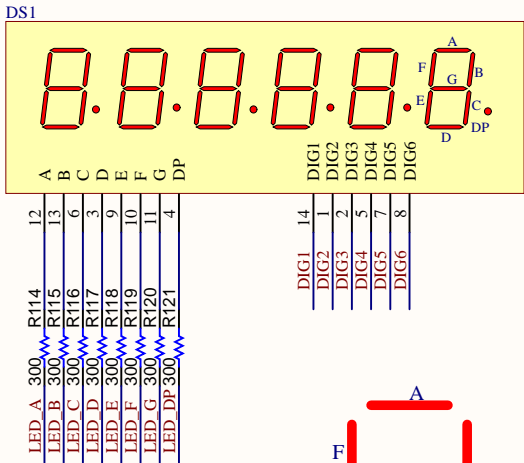 DS1
A
F
B
G
E
C
DP
D
A
B
C
D
E
F
G
DP
DIG1
DIG2
DIG3
DIG4
DIG5
DIG6
12
13
6
3
9
10
11
4
14
1
2
5
7
8
DIG1
DIG2
DIG3
DIG4
DIG5
DIG6
R114
R115
R116
R117
R118
R119
R120
R121
300
300
300
300
300
300
300
300
LED_A
LED_B
LED_C
LED_D
LED_E
LED_F
LED_G
LED_DP
A
F